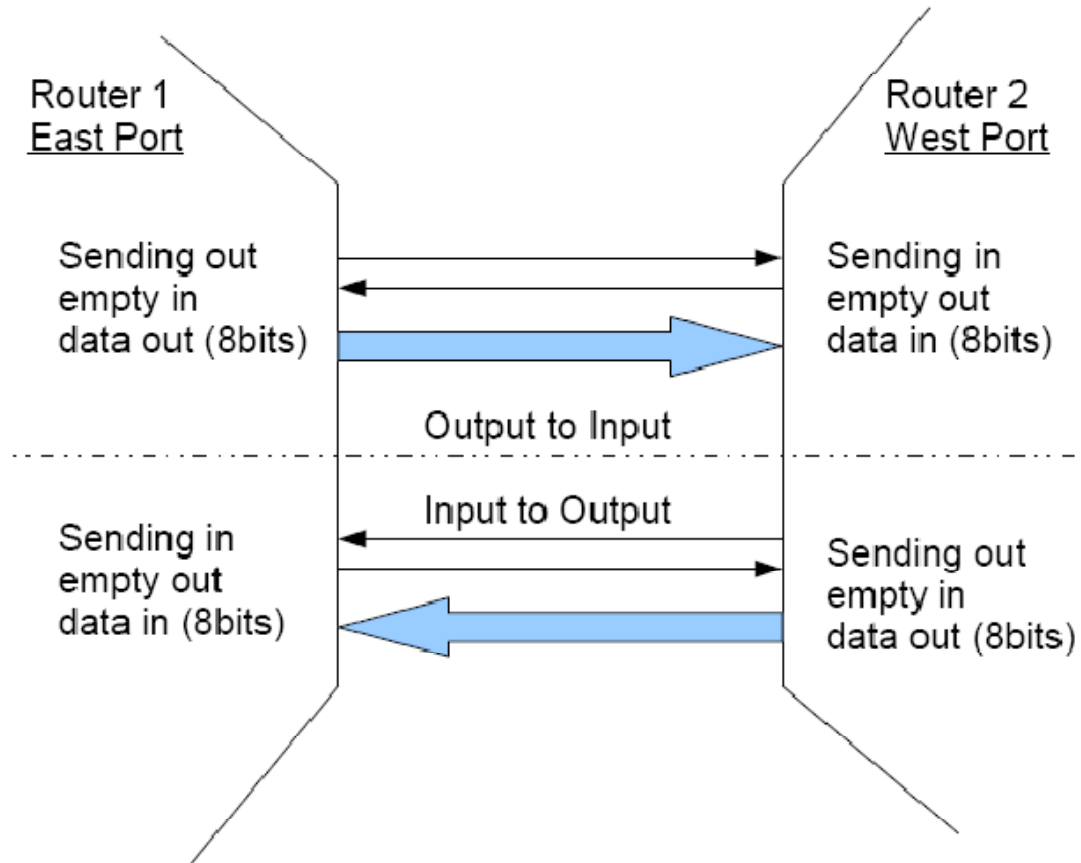 Router 1
East Port
Router 2
West Port
Sending out
empty in
data out (8bits)
Sending in
empty out
data in (8bits)
Output to Input
Input to Output
Sending in
empty out
data in (8bits)
Sending out
empty in
data out (8bits)